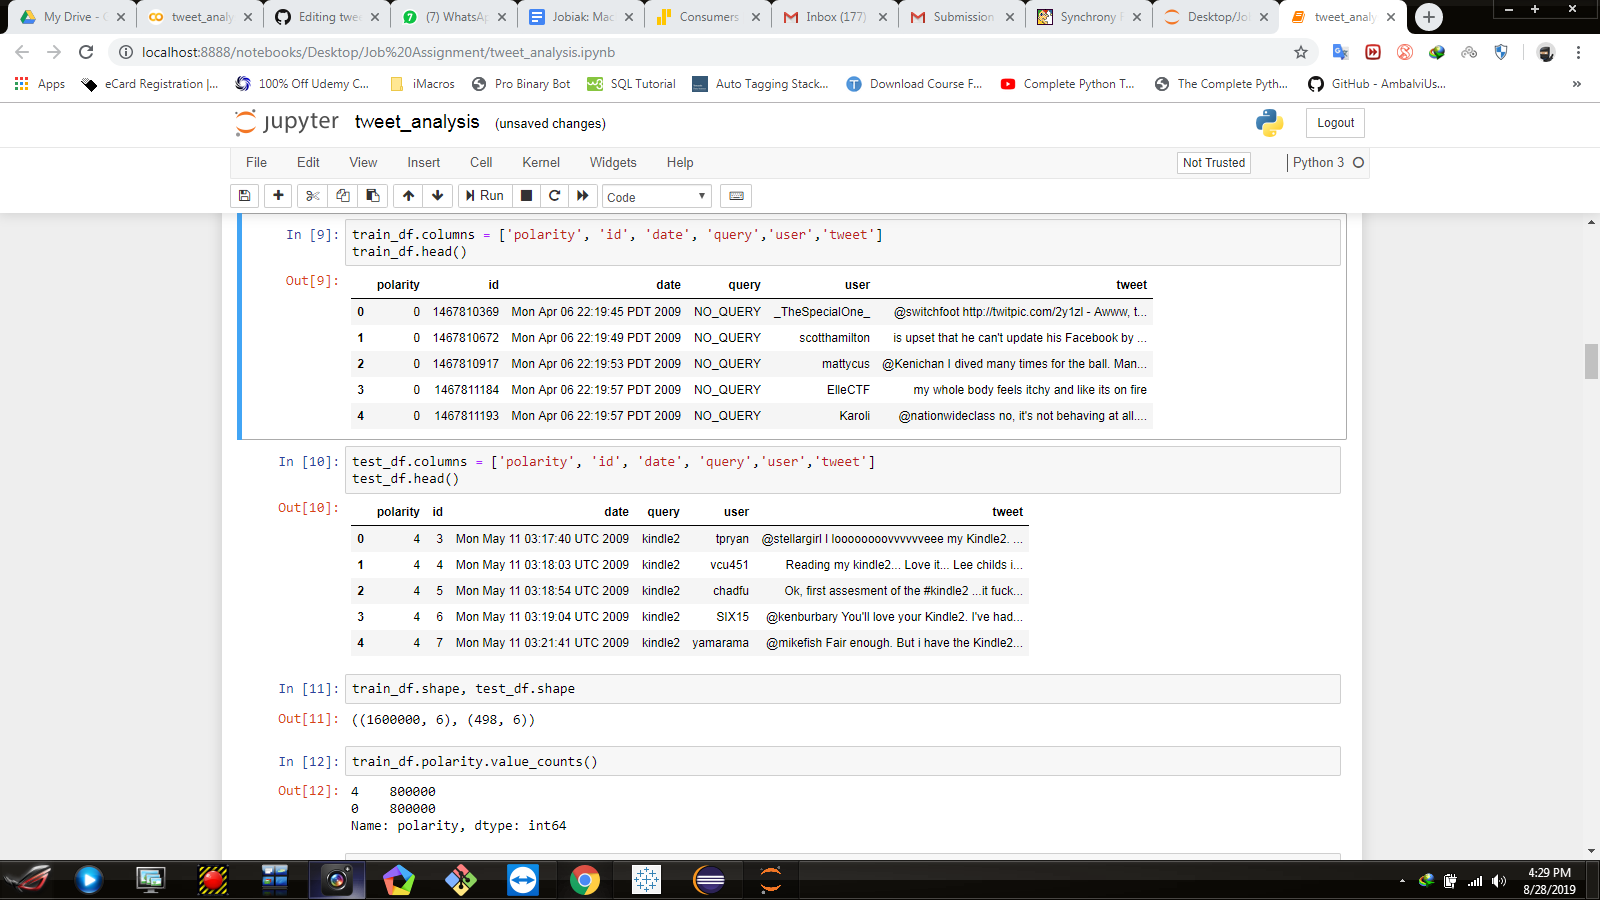 My Drive - G
tweet_analy
Editing twe
(7) WhatsAp
Jobiak: Mac
Consumers
Inbox (177)
Submission
Synchrony F
Desktop/Jo
tweet_analy
localhost:8888/notebooks/Desktop/Job%20Assignment/tweet_analysis.ipynb
Apps
eCard Registration |...
100% Off Udemy C...
iMacros
Pro Binary Bot
SQL Tutorial
Auto Tagging Stack...
Download Course F...
Complete Python T...
The Complete Pyth...
GitHub - AmbalviUs...
»
jupyter tweet_analysis (unsaved changes)
Logout
File Edit View Insert Cell Kernel Widgets Help
Not Trusted
Python 3
Run
Code
In [9]: train_df.columns = ['polarity', 'id', 'date', 'query','user','tweet']
train_df.head()
Out[9]:
polarity id date query user tweet
0 0 1467810369 Mon Apr 06 22:19:45 PDT 2009 NO_QUERY _TheSpecialOne_ @switchfoot http://twitpic.com/2y1zl - Awww, t...
1 0 1467810672 Mon Apr 06 22:19:49 PDT 2009 NO_QUERY scotthamilton is upset that he can't update his Facebook by ...
2 0 1467810917 Mon Apr 06 22:19:53 PDT 2009 NO_QUERY mattycus @Kenichan I dived many times for the ball. Man...
3 0 1467811184 Mon Apr 06 22:19:57 PDT 2009 NO_QUERY ElleCTF my whole body feels itchy and like its on fire
4 0 1467811193 Mon Apr 06 22:19:57 PDT 2009 NO_QUERY Karoli @nationwideclass no, it's not behaving at all....
In [10]: test_df.columns = ['polarity', 'id', 'date', 'query','user','tweet']
test_df.head()
Out[10]:
polarity id date query user tweet
0 4 3 Mon May 11 03:17:40 UTC 2009 kindle2 tpryan @stellargirl I loooooooovvvvvveee my Kindle2. ...
1 4 4 Mon May 11 03:18:03 UTC 2009 kindle2 vcu451 Reading my kindle2... Love it... Lee childs i...
2 4 5 Mon May 11 03:18:54 UTC 2009 kindle2 chadfu Ok, first assesment of the #kindle2 ...it fuck...
3 4 6 Mon May 11 03:19:04 UTC 2009 kindle2 SIX15 @kenburbary You'll love your Kindle2. I've had...
4 4 7 Mon May 11 03:21:41 UTC 2009 kindle2 yamarama @mikefish Fair enough. But i have the Kindle2...
In [11]: train_df.shape, test_df.shape
Out[11]: ((1600000, 6), (498, 6))
In [12]: train_df.polarity.value_counts()
Out[12]: 4 800000
0 800000
Name: polarity, dtype: int64
4:29 PM
8/28/2019